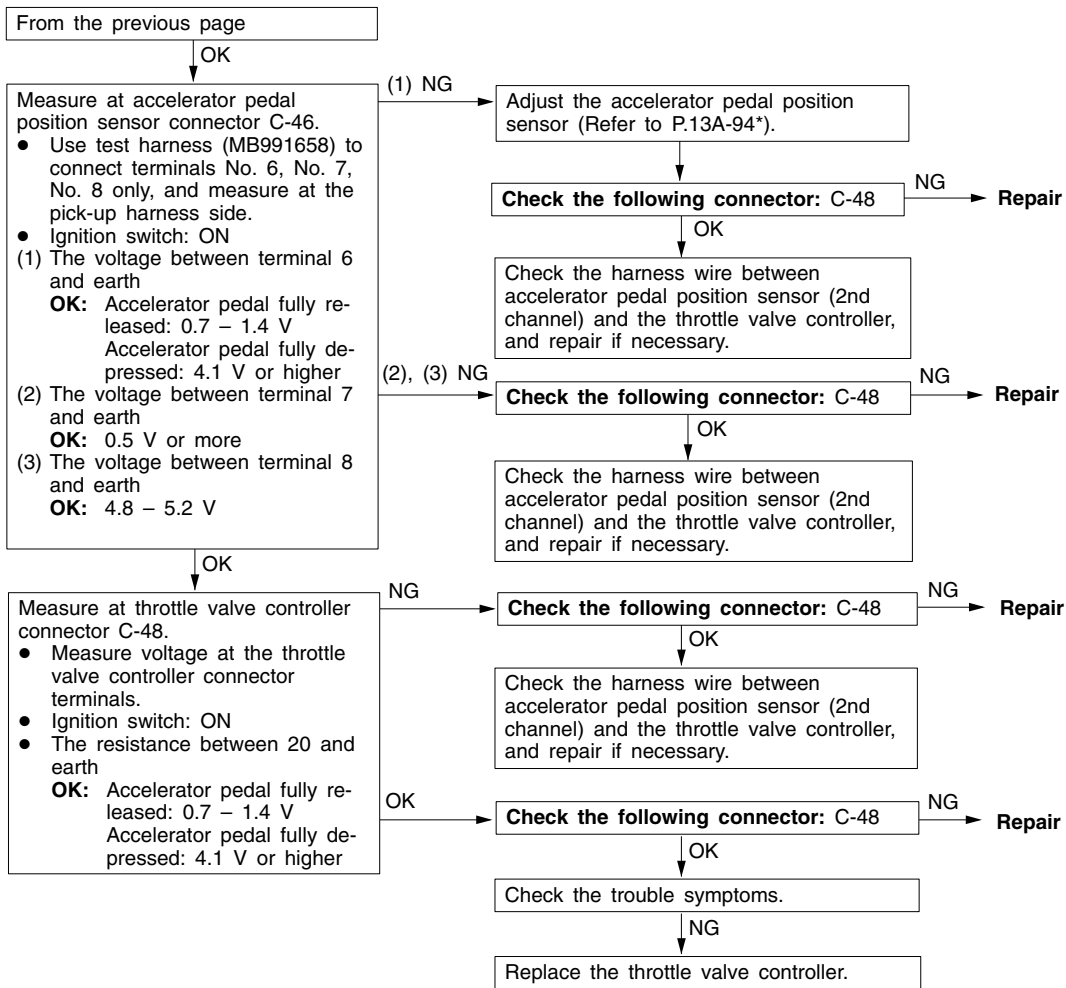 From the previous page
OK
Measure at accelerator pedal
position sensor connector C-46.
● Use test harness (MB991658) to
connect terminals No. 6, No. 7,
No. 8 only, and measure at the
pick-up harness side.
● Ignition switch: ON
(1) The voltage between terminal 6
and earth
OK: Accelerator pedal fully re-
leased: 0.7 – 1.4 V
Accelerator pedal fully de-
pressed: 4.1 V or higher
(2) The voltage between terminal 7
and earth
OK: 0.5 V or more
(3) The voltage between terminal 8
and earth
OK: 4.8 – 5.2 V
(1) NG
Adjust the accelerator pedal position
sensor (Refer to P.13A-94*).
Check the following connector: C-48
NG
Repair
OK
Check the harness wire between
accelerator pedal position sensor (2nd
channel) and the throttle valve controller,
and repair if necessary.
(2), (3) NG
Check the following connector: C-48
NG
Repair
OK
Check the harness wire between
accelerator pedal position sensor (2nd
channel) and the throttle valve controller,
and repair if necessary.
OK
Measure at throttle valve controller
connector C-48.
● Measure voltage at the throttle
valve controller connector
terminals.
● Ignition switch: ON
● The resistance between 20 and
earth
OK: Accelerator pedal fully re-
leased: 0.7 – 1.4 V
Accelerator pedal fully de-
pressed: 4.1 V or higher
NG
Check the following connector: C-48
NG
Repair
OK
Check the harness wire between
accelerator pedal position sensor (2nd
channel) and the throttle valve controller,
and repair if necessary.
OK
Check the following connector: C-48
NG
Repair
OK
Check the trouble symptoms.
NG
Replace the throttle valve controller.